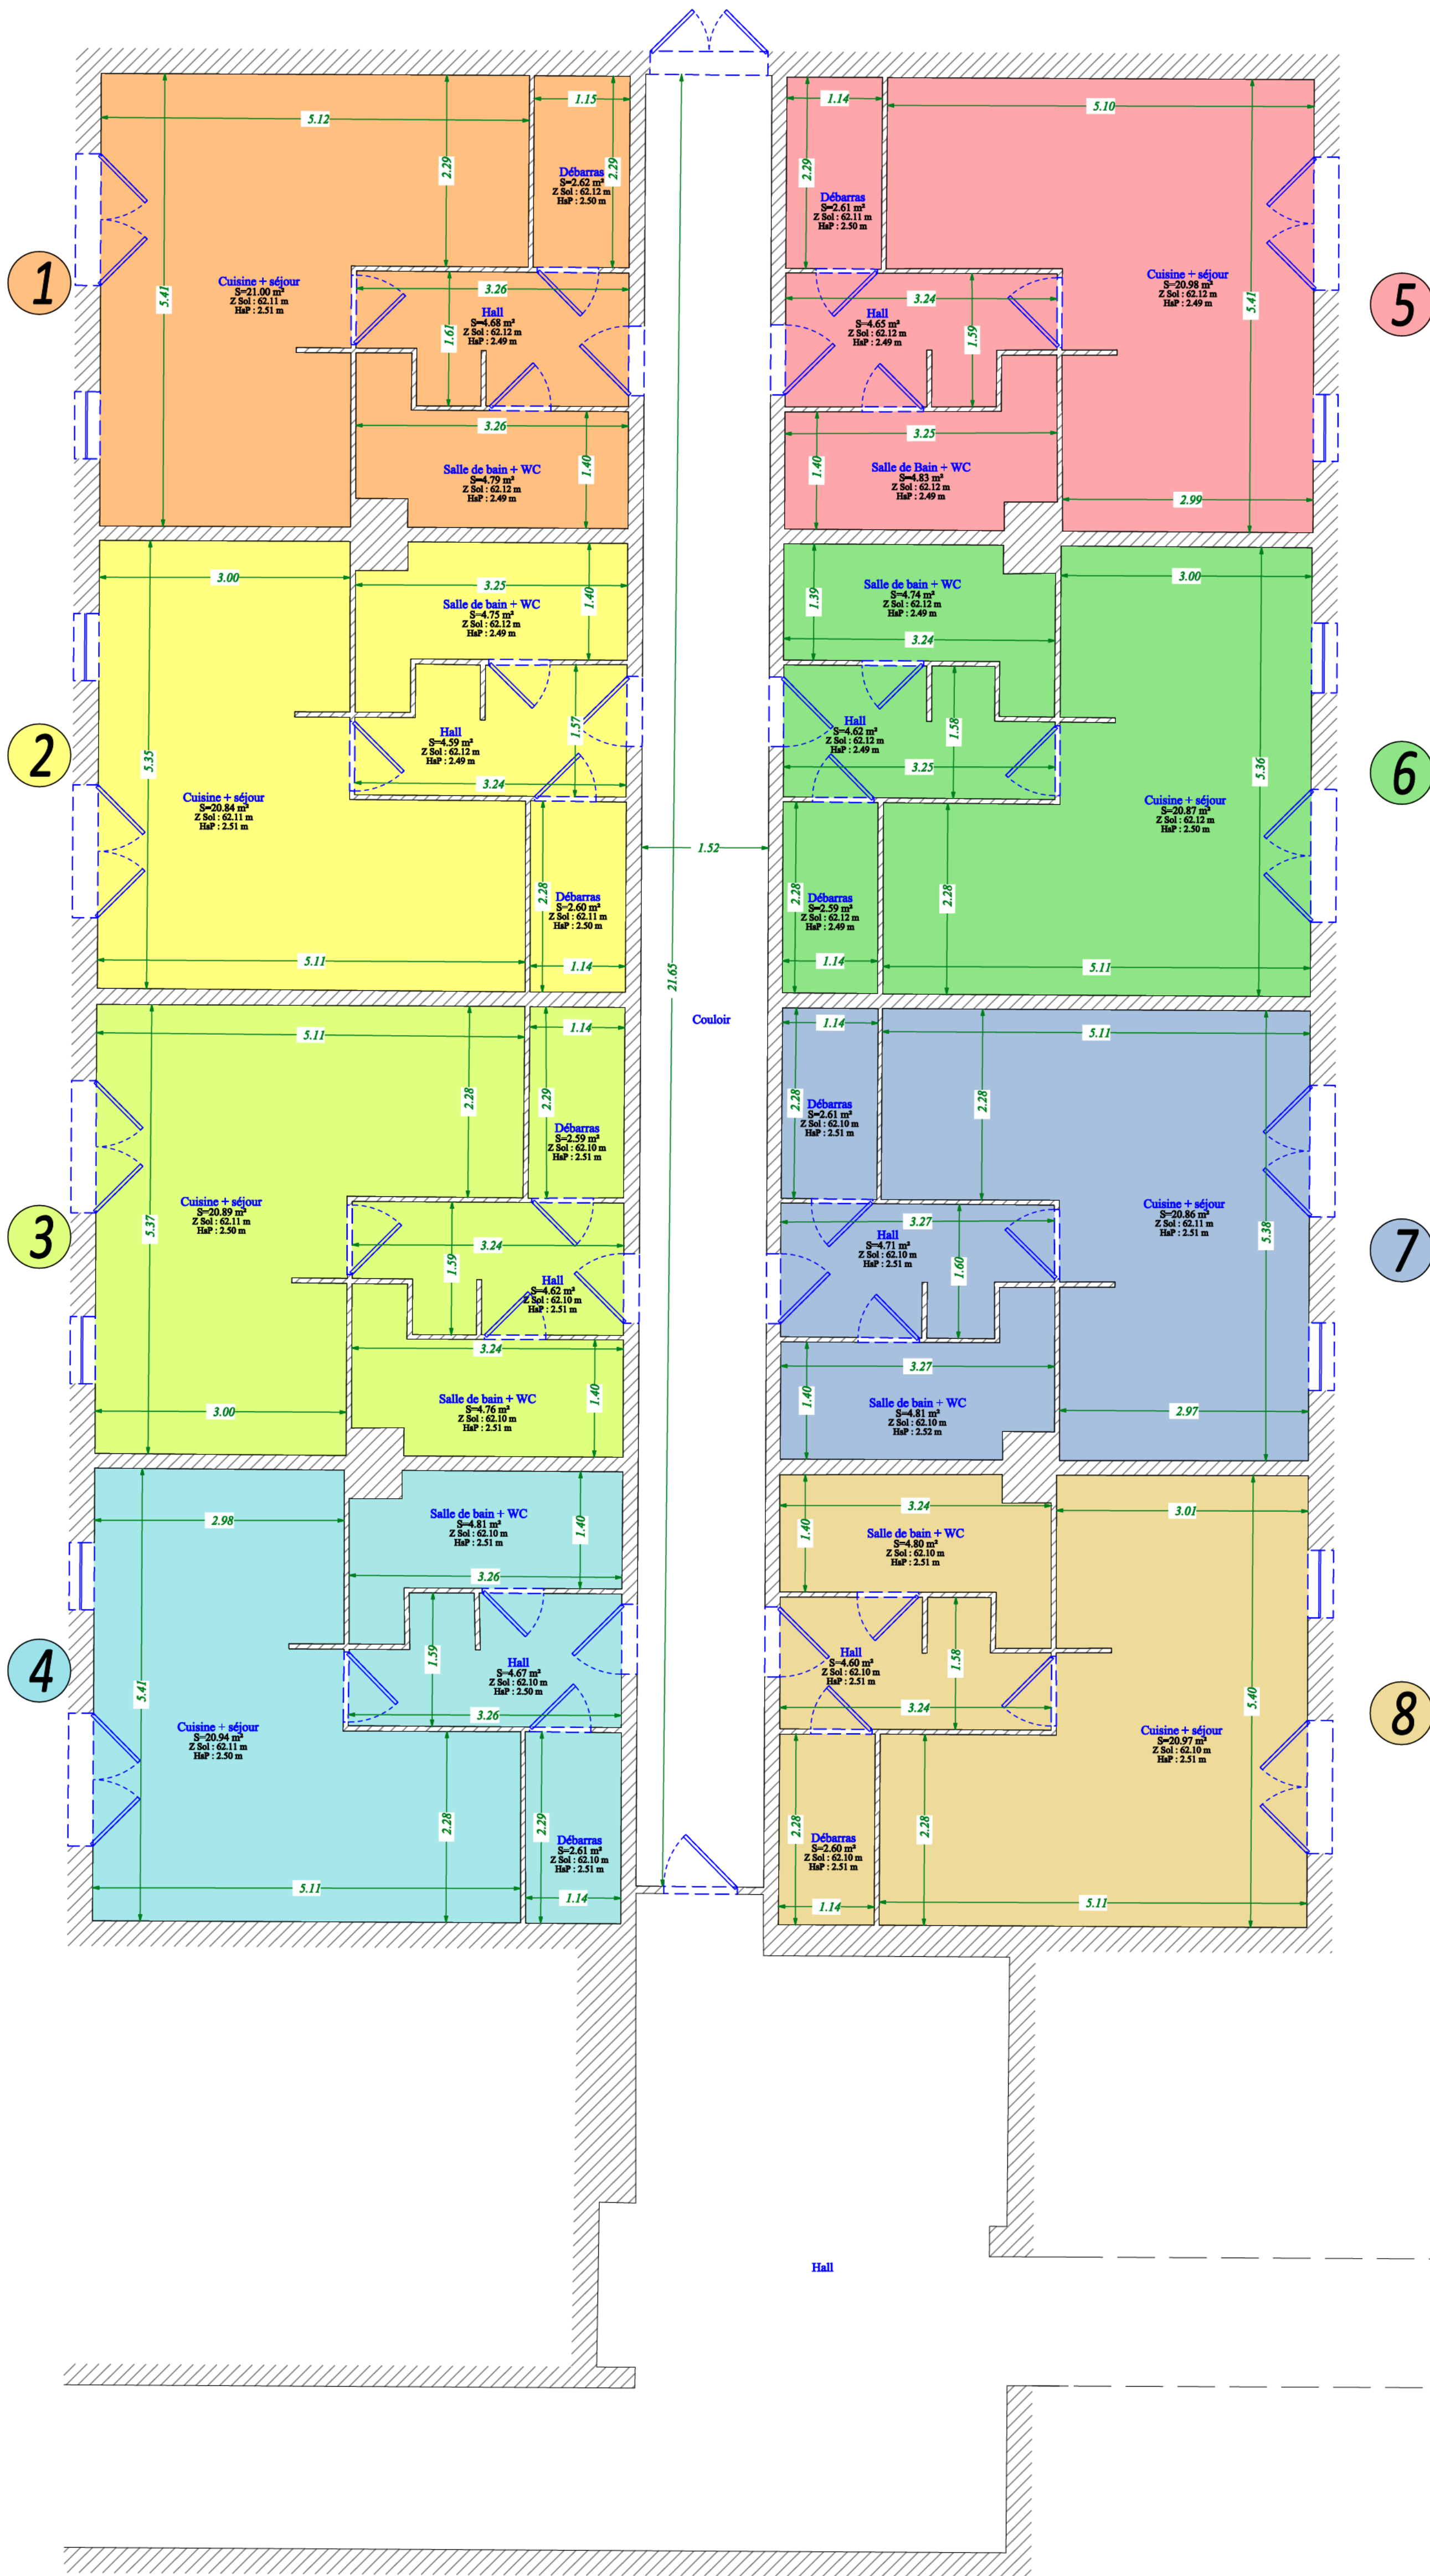 1
5.12
2.29
1.15
2.29
5.41
Débarras
S=2.62 m²
Z Sol : 62.12 m
HsP : 2.50 m
Cuisine + séjour
S=21.00 m²
Z Sol : 62.11 m
HsP : 2.51 m
3.26
Hall
S=4.68 m²
Z Sol : 62.12 m
HsP : 2.49 m
1.61
3.26
1.40
Salle de bain + WC
S=4.79 m²
Z Sol : 62.12 m
HsP : 2.49 m
5
1.14
5.10
2.29
Débarras
S=2.61 m²
Z Sol : 62.11 m
HsP : 2.50 m
Cuisine + séjour
S=20.98 m²
Z Sol : 62.12 m
HsP : 2.49 m
5.41
3.24
Hall
S=4.65 m²
Z Sol : 62.12 m
HsP : 2.49 m
1.59
3.25
1.40
Salle de Bain + WC
S=4.83 m²
Z Sol : 62.12 m
HsP : 2.49 m
2.99
2
3.00
3.25
1.40
Salle de bain + WC
S=4.75 m²
Z Sol : 62.12 m
HsP : 2.49 m
5.35
Hall
S=4.59 m²
Z Sol : 62.12 m
HsP : 2.49 m
1.57
3.24
Cuisine + séjour
S=20.84 m²
Z Sol : 62.11 m
HsP : 2.51 m
2.28
Débarras
S=2.60 m²
Z Sol : 62.11 m
HsP : 2.50 m
5.11
1.14
6
1.39
Salle de bain + WC
S=4.74 m²
Z Sol : 62.12 m
HsP : 2.49 m
3.24
3.00
Hall
S=4.62 m²
Z Sol : 62.12 m
HsP : 2.49 m
1.58
3.25
5.36
Cuisine + séjour
S=20.87 m²
Z Sol : 62.12 m
HsP : 2.50 m
2.28
Débarras
S=2.59 m²
Z Sol : 62.12 m
HsP : 2.49 m
2.28
1.14
5.11
1.52
21.65
Couloir
3
5.11
2.28
2.29
1.14
Débarras
S=2.59 m²
Z Sol : 62.10 m
HsP : 2.51 m
Cuisine + séjour
S=20.89 m²
Z Sol : 62.11 m
HsP : 2.50 m
5.37
3.24
1.59
Hall
S=4.62 m²
Z Sol : 62.10 m
HsP : 2.51 m
3.24
1.40
Salle de bain + WC
S=4.76 m²
Z Sol : 62.10 m
HsP : 2.51 m
3.00
7
1.14
5.11
2.28
2.28
Débarras
S=2.61 m²
Z Sol : 62.10 m
HsP : 2.51 m
Cuisine + séjour
S=20.86 m²
Z Sol : 62.11 m
HsP : 2.51 m
5.38
3.27
Hall
S=4.71 m²
Z Sol : 62.10 m
HsP : 2.51 m
1.60
3.27
1.40
Salle de bain + WC
S=4.81 m²
Z Sol : 62.10 m
HsP : 2.52 m
2.97
4
2.98
1.40
Salle de bain + WC
S=4.81 m²
Z Sol : 62.10 m
HsP : 2.51 m
3.26
1.59
Hall
S=4.67 m²
Z Sol : 62.10 m
HsP : 2.50 m
3.26
5.41
Cuisine + séjour
S=20.94 m²
Z Sol : 62.11 m
HsP : 2.50 m
2.28
2.29
Débarras
S=2.61 m²
Z Sol : 62.10 m
HsP : 2.51 m
5.11
1.14
8
3.24
3.01
1.40
Salle de bain + WC
S=4.80 m²
Z Sol : 62.10 m
HsP : 2.51 m
Hall
S=4.60 m²
Z Sol : 62.10 m
HsP : 2.51 m
1.58
3.24
5.40
Cuisine + séjour
S=20.97 m²
Z Sol : 62.10 m
HsP : 2.51 m
2.28
Débarras
S=2.60 m²
Z Sol : 62.10 m
HsP : 2.51 m
2.28
1.14
5.11
Hall